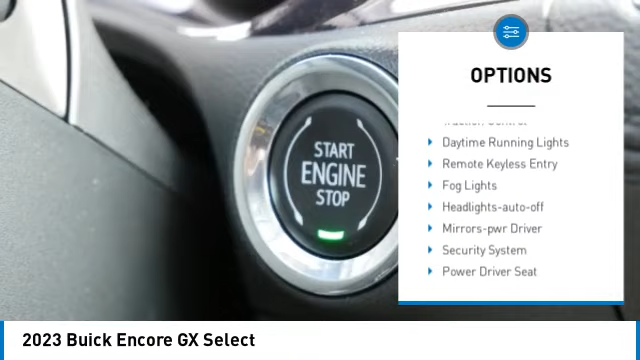 START
ENGINE
STOP
OPTIONS
Daytime Running Lights
Remote Keyless Entry
Fog Lights
Headlights-auto-off
Mirrors-pwr Driver
Security System
Power Driver Seat
2023 Buick Encore GX Select